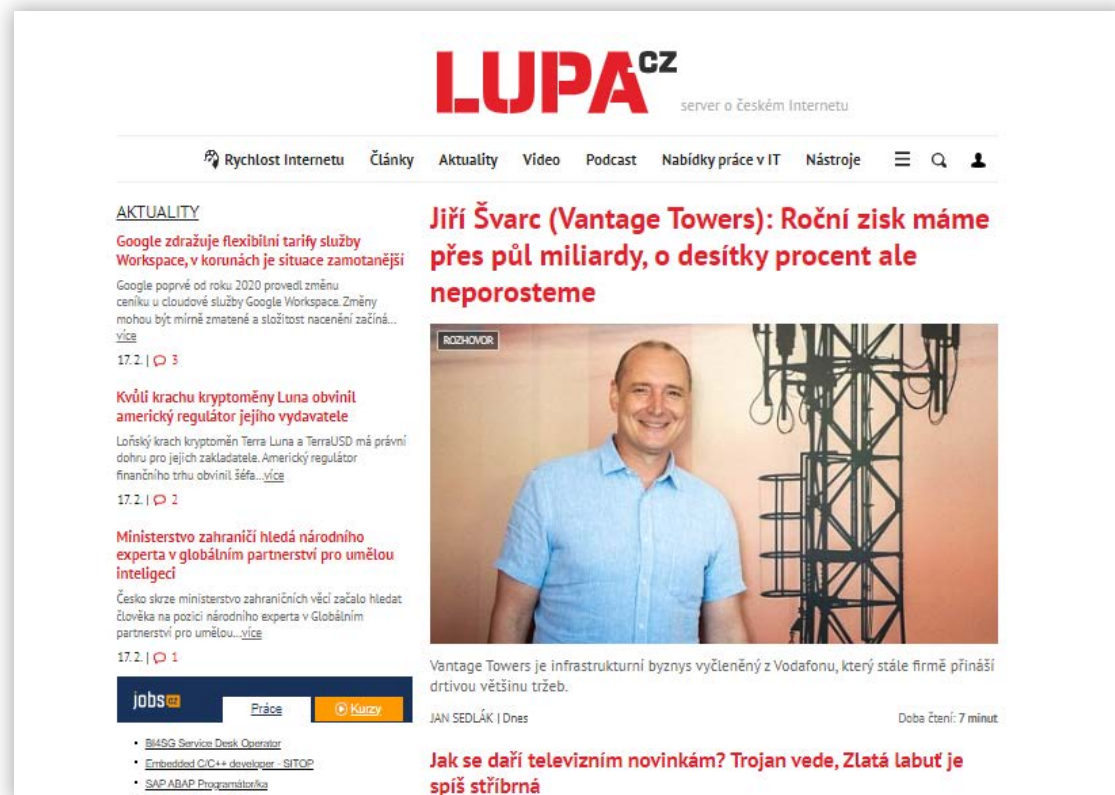 LUPA.CZ
server o českém Internetu
Rychlost Internetu Články Aktuality Video Podcast Nabídky práce v IT Nástroje
AKTUALITY
Google zdražuje flexibilní tarify služby
Workspace, v korunách je situace zamotanější
Google poprvé od roku 2020 provedl změnu
ceníku u cloudové služby Google Workspace. Změny
mohou být mírně zmatené a složitost nacenění začíná...
více
17. 2. | 3
Kvůli krachu kryptoměny Luna obvinil
americký regulátor jejího vydavatele
Loňský krach kryptoměn Terra Luna a TerraUSD má právní
dohru pro jejich zakladatele. Americký regulátor
finančního trhu obvinil šéfa...více
17. 2. | 2
Ministerstvo zahraničí hledá národního
experta v globálním partnerství pro umělou
inteligeci
Česko skrze ministerstvo zahraničních věcí začalo hledat
člověka na pozici národního experta v Globálním
partnerství pro umělou...více
17. 2. | 1
jobs.cz
Práce Kurzy
BI4SG Service Desk Operator
Embedded C/C++ developer - SITOP
SAP ABAP Programátor/ka
Jiří Švarc (Vantage Towers): Roční zisk máme
přes půl miliardy, o desítky procent ale
neporosteme
ROZHOVOR
Vantage Towers je infrastrukturní byznys vyčleněný z Vodafonu, který stále firmě přináší
drtivou většinu tržeb.
JAN SEDLÁK | Dnes Doba čtení: 7 minut
Jak se daří televizním novinkám? Trojan vede, Zlatá labuť je
spíš stříbrná